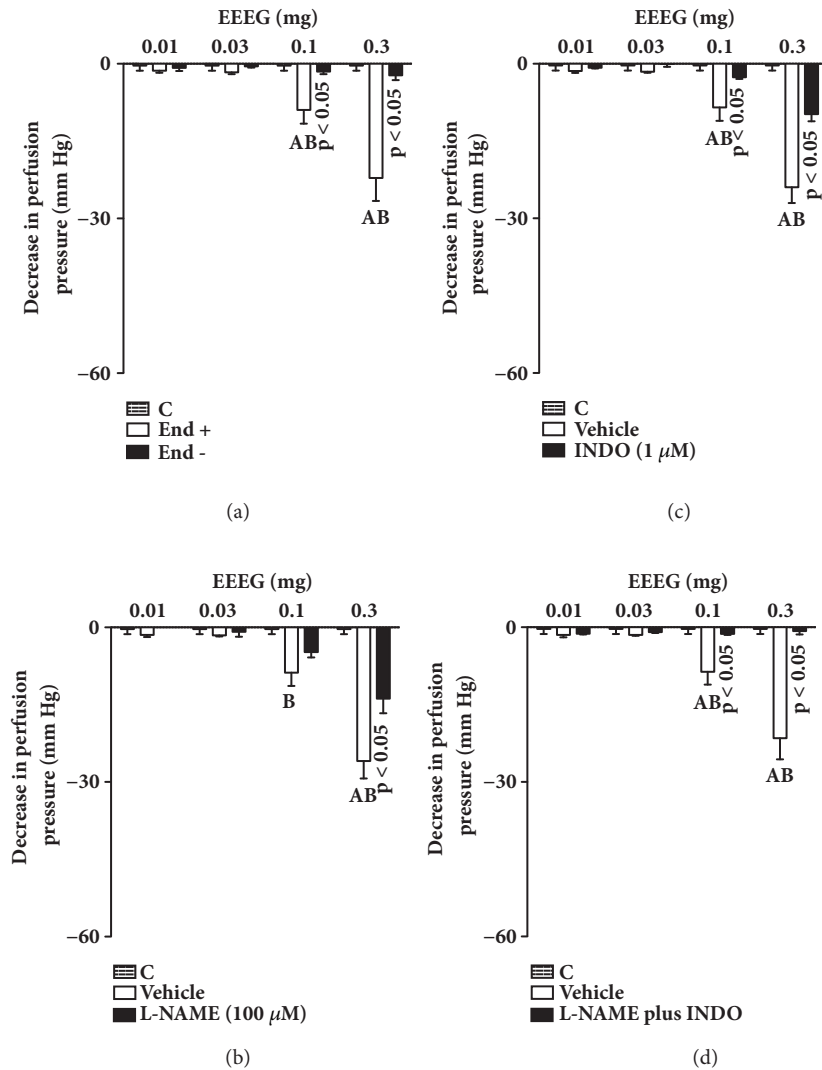 EEEG (mg)
0.01 0.03 0.1 0.3
0
−30
−60
Decrease in perfusion
pressure (mm Hg)
AB
p < 0.05
AB
p < 0.05
C
End +
End -
(a)
EEEG (mg)
0.01 0.03 0.1 0.3
0
−30
−60
Decrease in perfusion
pressure (mm Hg)
AB
p < 0.05
AB
p < 0.05
C
Vehicle
INDO (1 μM)
(c)
EEEG (mg)
0.01 0.03 0.1 0.3
0
−30
−60
Decrease in perfusion
pressure (mm Hg)
B
AB
p < 0.05
C
Vehicle
L-NAME (100 μM)
(b)
EEEG (mg)
0.01 0.03 0.1 0.3
0
−30
−60
Decrease in perfusion
pressure (mm Hg)
AB
p < 0.05
AB
p < 0.05
C
Vehicle
L-NAME plus INDO
(d)